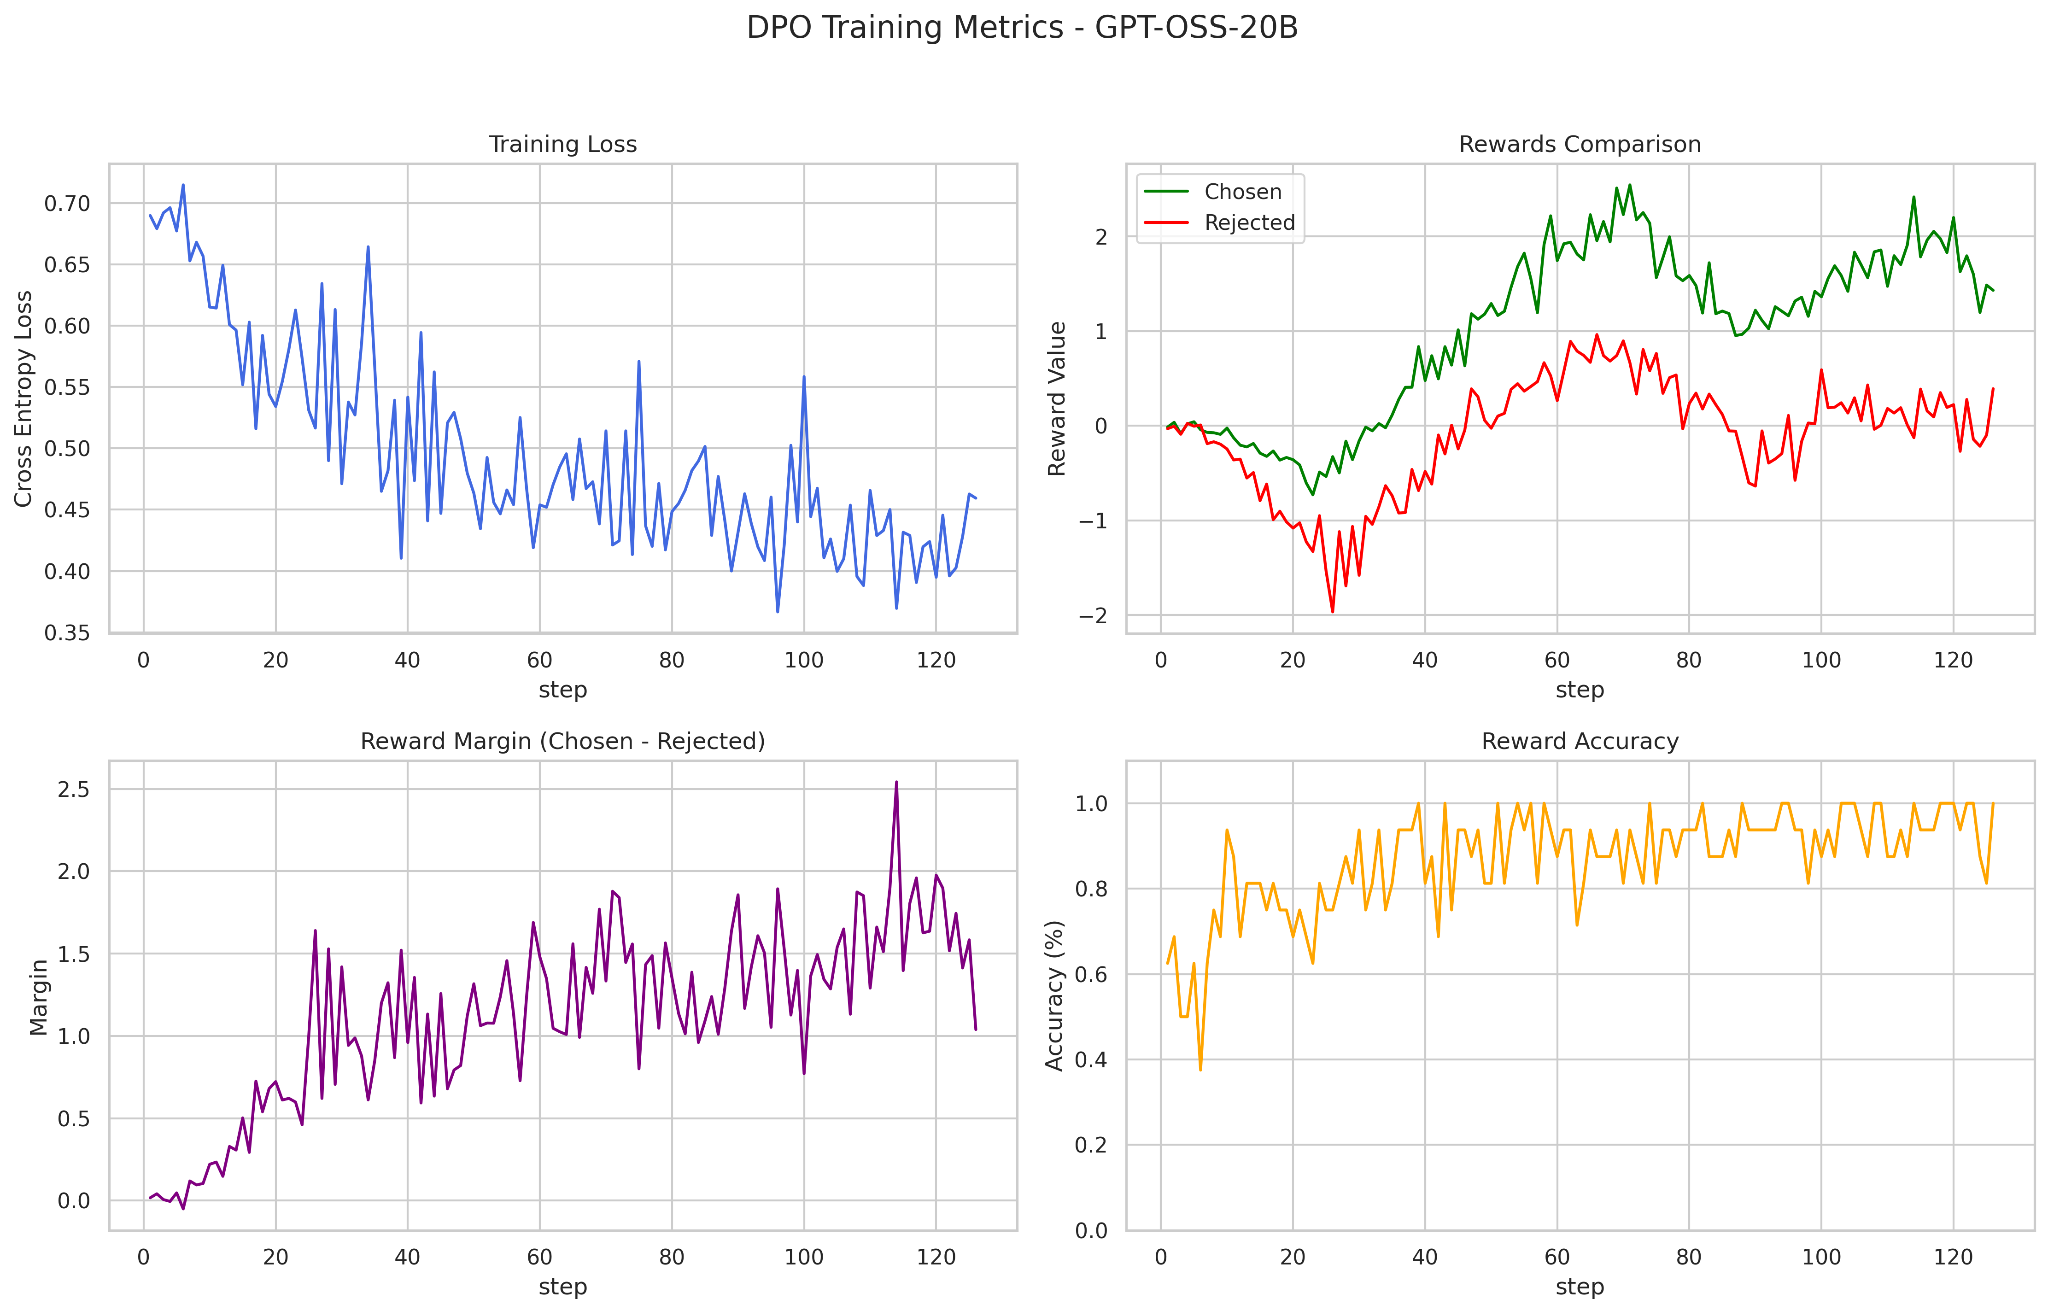 DPO Training Metrics - GPT-OSS-20B
Training Loss
Cross Entropy Loss
0.70
0.65
0.60
0.55
0.50
0.45
0.40
0.35
0 20 40 60 80 100 120
step
Rewards Comparison
Chosen
Rejected
Reward Value
2
1
0
−1
−2
0 20 40 60 80 100 120
step
Reward Margin (Chosen - Rejected)
Margin
2.5
2.0
1.5
1.0
0.5
0.0
0 20 40 60 80 100 120
step
Reward Accuracy
Accuracy (%)
1.0
0.8
0.6
0.4
0.2
0.0
0 20 40 60 80 100 120
step